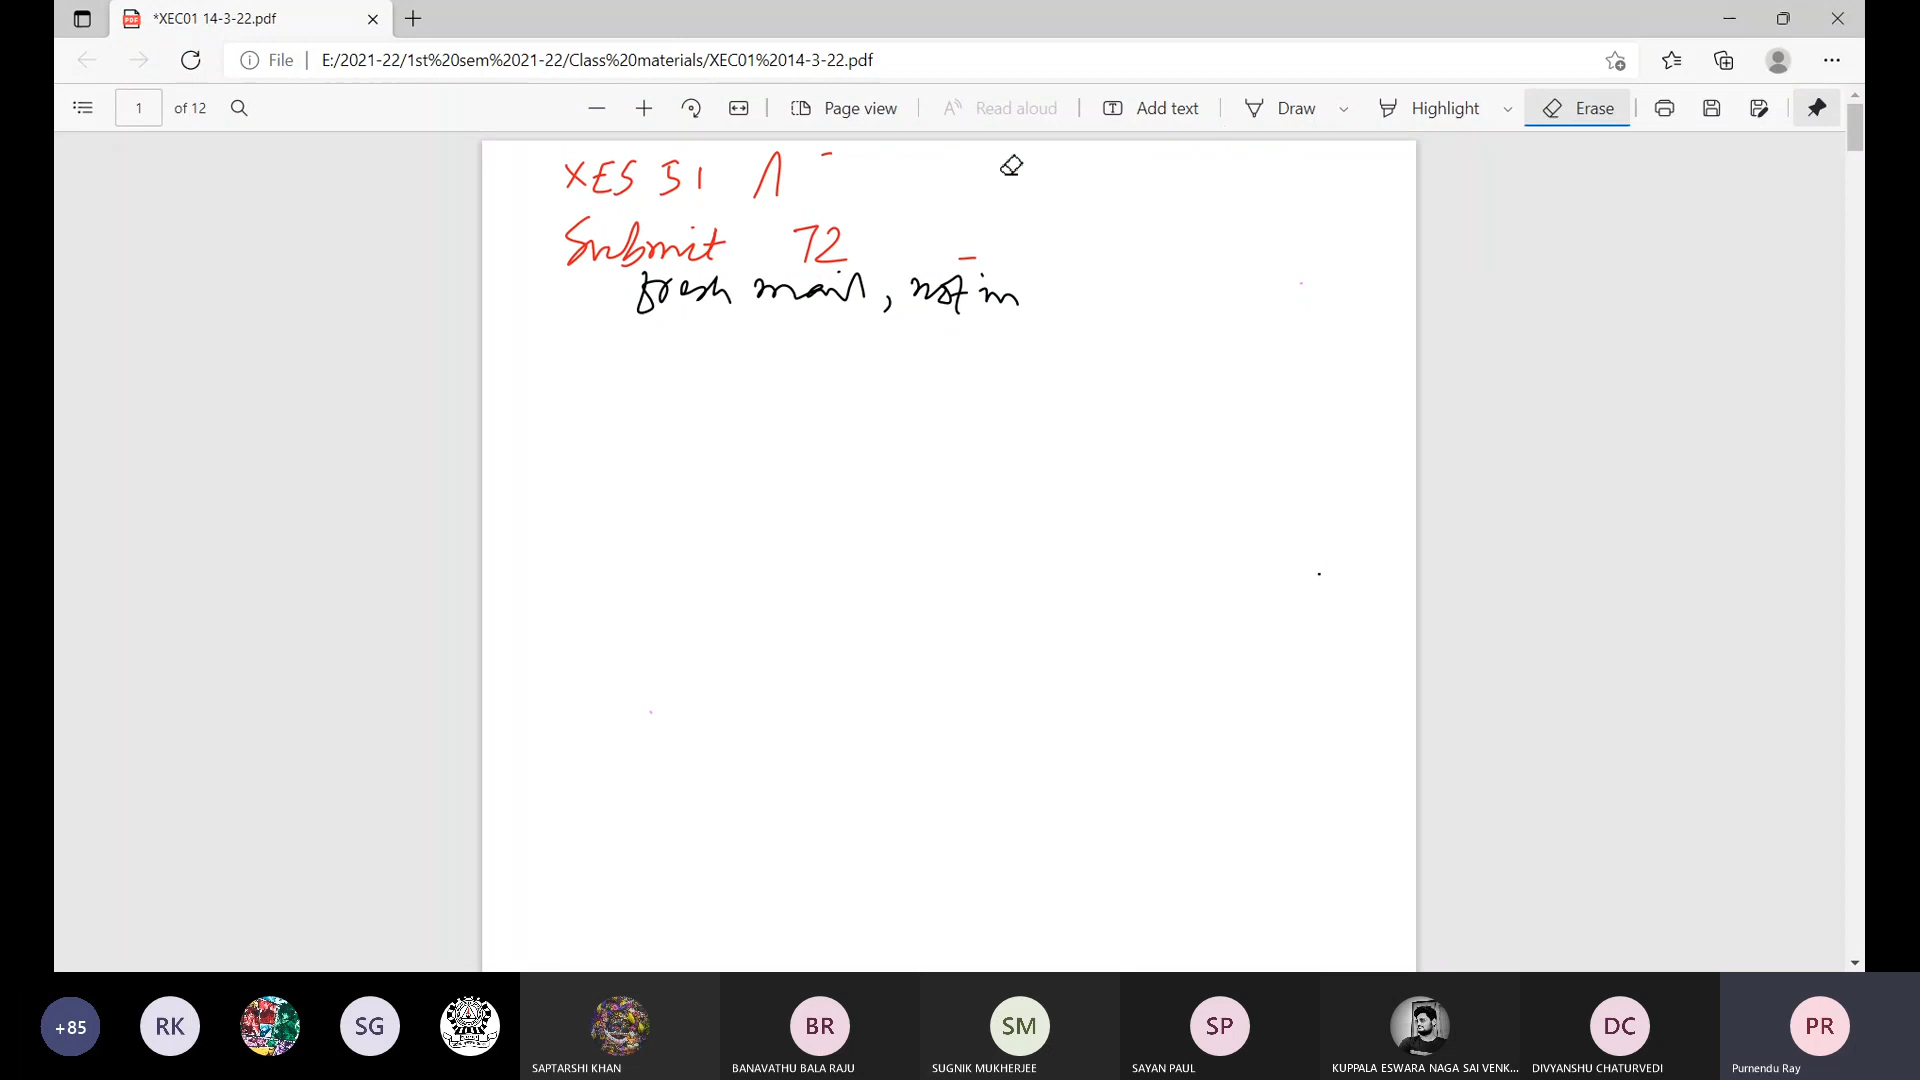 *XEC01 14-3-22.pdf
File | E:/2021-22/1st%20sem%2021-22/Class%20materials/XEC01%2014-3-22.pdf
1 of 12 Page view Read aloud Add text Draw Highlight Erase
XES 51
Submit 72
fresh mail, not in
+85 RK SG BR SM SP DC PR
SAPTARSHI KHAN BANAVATHU BALA RAJU SUGNIK MUKHERJEE SAYAN PAUL KUPPALA ESWARA NAGA SAI VENK... DIVYANSHU CHATURVEDI Purnendu Ray